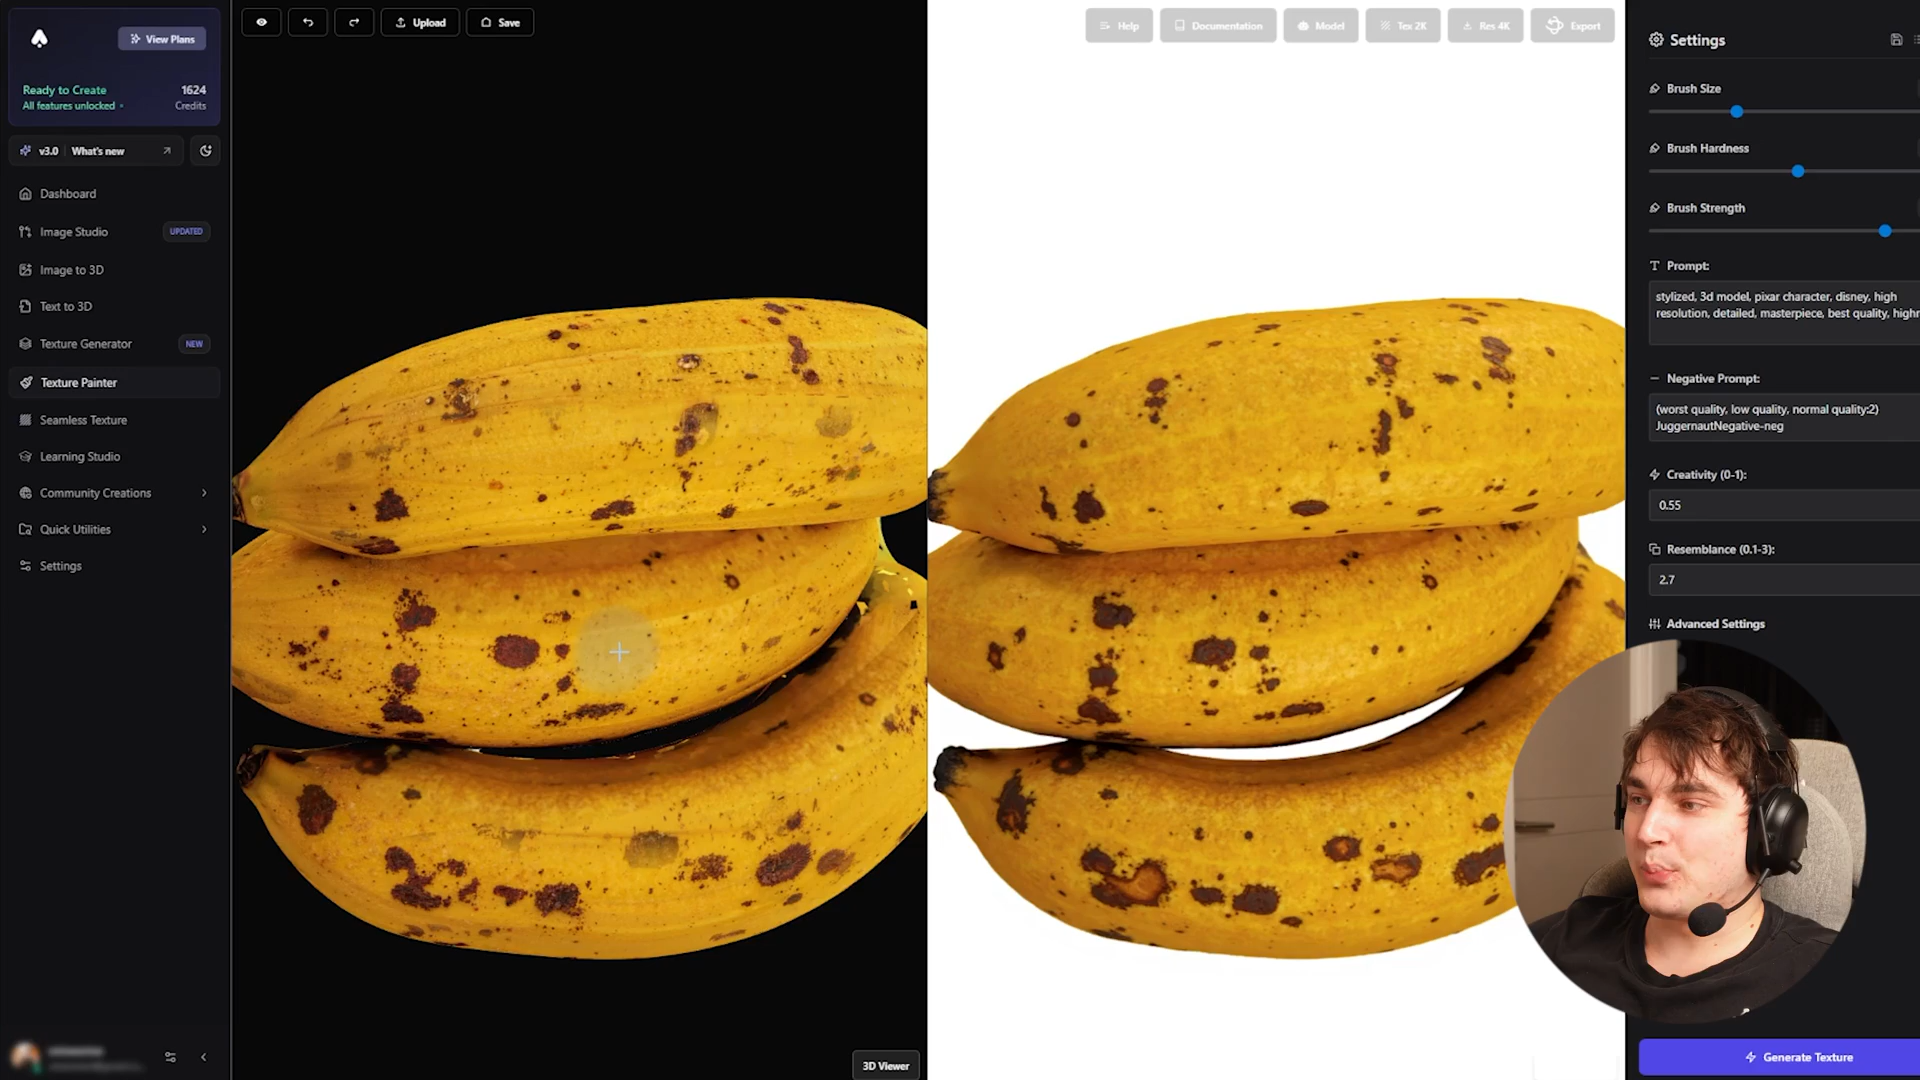 View Plans
Ready to Create
1624
All features unlocked
Credits
v3.0
What's new
Dashboard
Image Studio
UPDATED
Image to 3D
Text to 3D
Texture Generator
NEW
Texture Painter
Seamless Texture
Learning Studio
Community Creations
Quick Utilities
Settings
Upload
Save
Help
Documentation
Model
Tex 2K
Res 4K
Export
3D Viewer
Settings
Brush Size
Brush Hardness
Brush Strength
Prompt:
stylized, 3d model, pixar character, disney, high
resolution, detailed, masterpiece, best quality,
Negative Prompt:
(worst quality, low quality, normal quality:2)
JuggernautNegative-neg
Creativity (0-1):
0.55
Resemblance (0.1-3):
2.7
Advanced Settings
Generate Texture